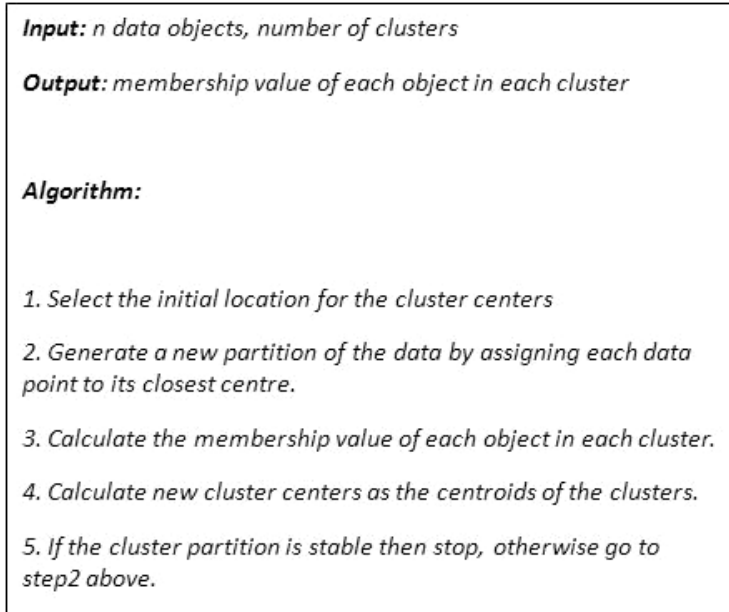 Input: n data objects, number of clusters
Output: membership value of each object in each cluster
Algorithm:
1. Select the initial location for the cluster centers
2. Generate a new partition of the data by assigning each data
point to its closest centre.
3. Calculate the membership value of each object in each cluster.
4. Calculate new cluster centers as the centroids of the clusters.
5. If the cluster partition is stable then stop, otherwise go to
step2 above.